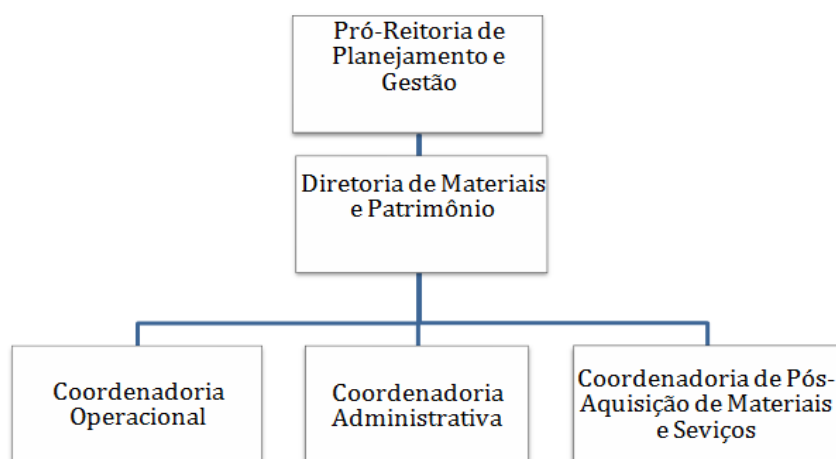 Pró-Reitoria de
Planejamento e
Gestão
Diretoria de Materiais
e Patrimônio
Coordenadoria
Operacional
Coordenadoria
Administrativa
Coordenadoria de Pós-
Aquisição de Materiais
e Seviços